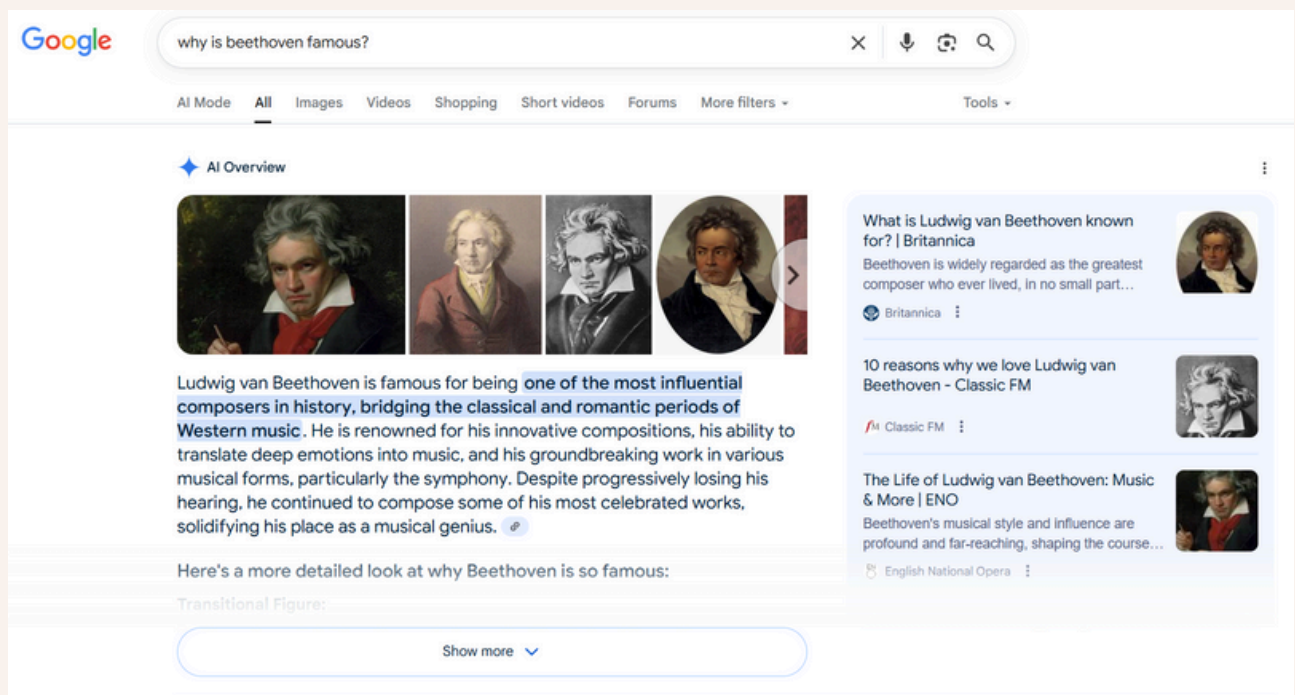 Google
why is beethoven famous?
AI Mode All Images Videos Shopping Short videos Forums More filters Tools
AI Overview
Ludwig van Beethoven is famous for being one of the most influential
composers in history, bridging the classical and romantic periods of
Western music. He is renowned for his innovative compositions, his ability to
translate deep emotions into music, and his groundbreaking work in various
musical forms, particularly the symphony. Despite progressively losing his
hearing, he continued to compose some of his most celebrated works,
solidifying his place as a musical genius.
Here's a more detailed look at why Beethoven is so famous:
Transitional Figure:
Show more
What is Ludwig van Beethoven known
for? | Britannica
Beethoven is widely regarded as the greatest
composer who ever lived, in no small part...
Britannica
10 reasons why we love Ludwig van
Beethoven - Classic FM
FM Classic FM
The Life of Ludwig van Beethoven: Music
& More | ENO
Beethoven's musical style and influence are
profound and far-reaching, shaping the course...
English National Opera